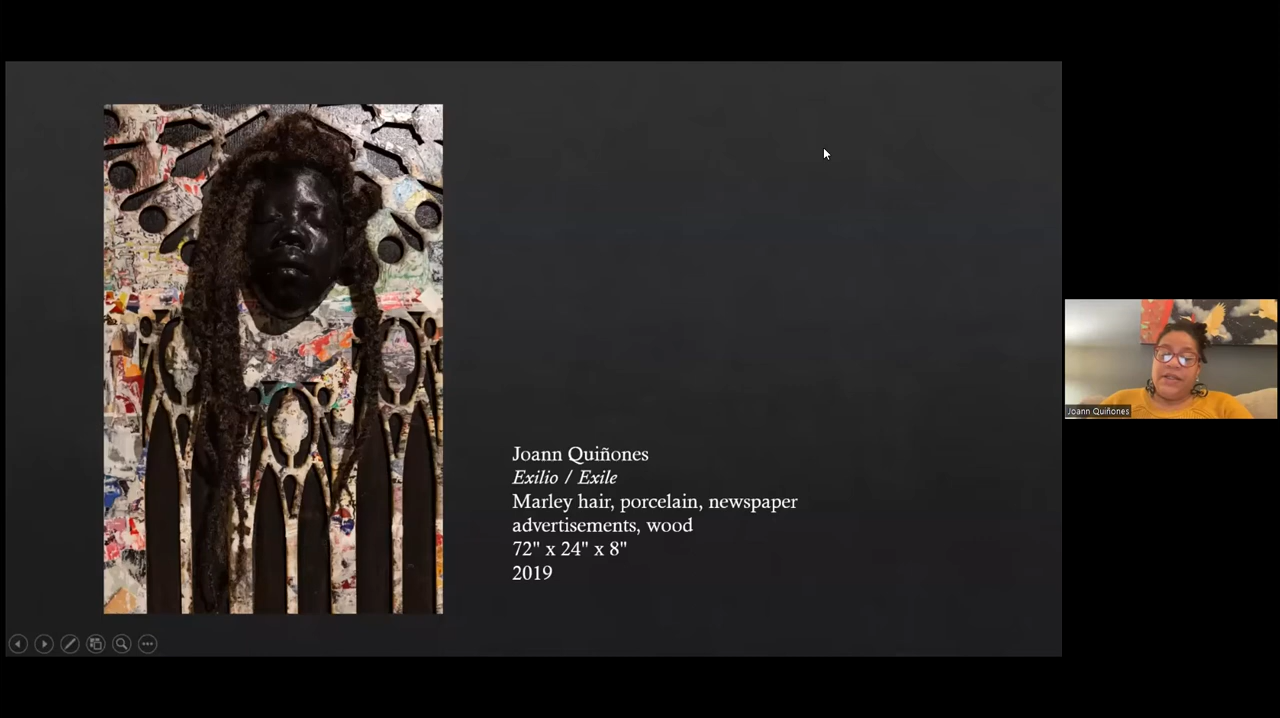 Joann Quiñones
Exilio / Exile
Marley hair, porcelain, newspaper
advertisements, wood
72" x 24" x 8"
2019
Joann Quiñones